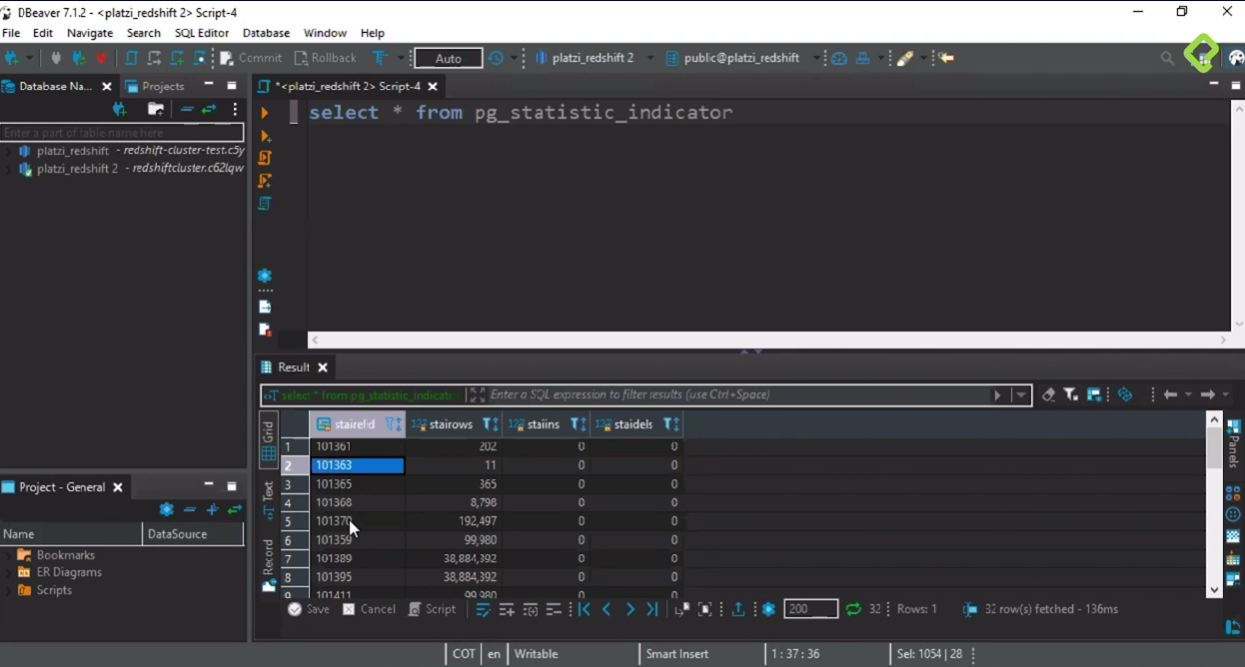 DBeaver 7.1.2 - <platzi_redshift 2> Script-4
File Edit Navigate Search SQL Editor Database Window Help
Commit Rollback Auto platzi_redshift 2 public@platzi_redshift
Database Na... Projects *<platzi_redshift 2> Script-4
select * from pg_statistic_indicator
Enter a part of table name here
platzi_redshift - redshift-cluster-test.c5y
platzi_redshift 2 - redshiftcluster.c62lqw
Result
select * from pg_statistic_indicator Enter a SQL expression to filter results (use Ctrl+Space)
Grid
Text
Record
Panels
stairelid 123 stairows 123 staiins 123 staidels
1 101361 202 0 0
2 101363 11 0 0
3 101365 365 0 0
4 101368 8,798 0 0
5 101370 192,497 0 0
6 101359 99,980 0 0
7 101389 38,884,392 0 0
8 101395 38,884,392 0 0
9 101411 99,980 0 0
Project - General
Name DataSource
Bookmarks
ER Diagrams
Scripts
Save Cancel Script 200 32 Rows: 1 32 row(s) fetched - 136ms
COT en Writable Smart Insert 1 : 37 : 36 Sel: 1054 | 28